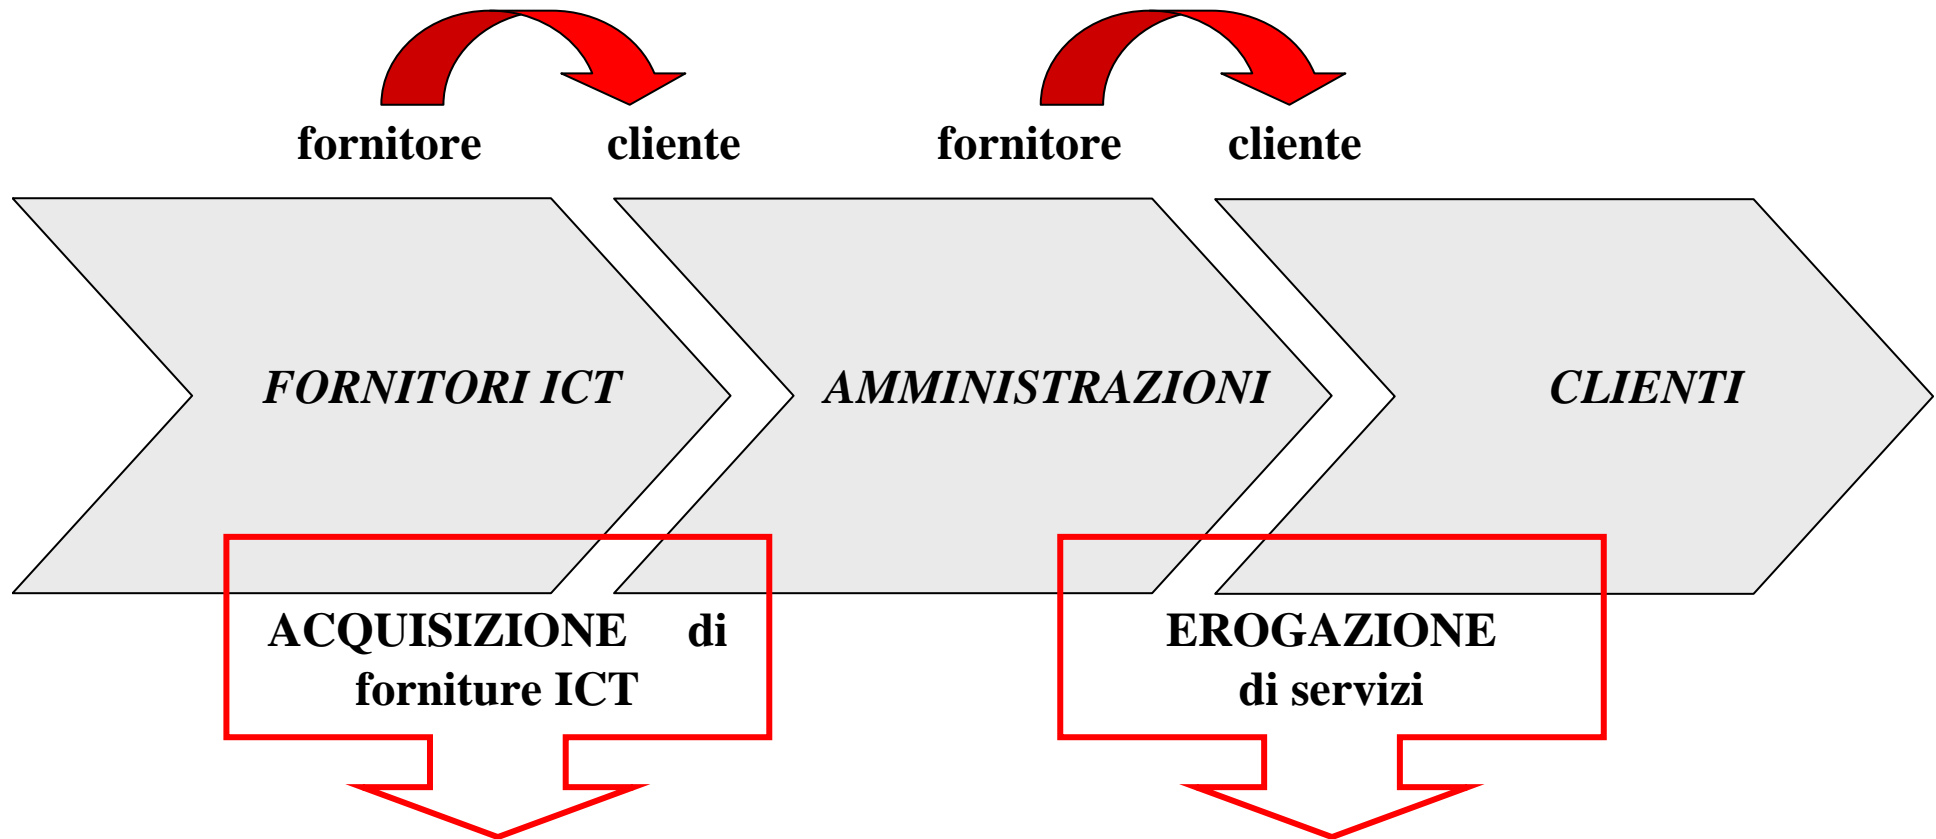 fornitore cliente fornitore cliente
FORNITORI ICT
AMMINISTRAZIONI
CLIENTI
ACQUISIZIONE di
forniture ICT
EROGAZIONE
di servizi